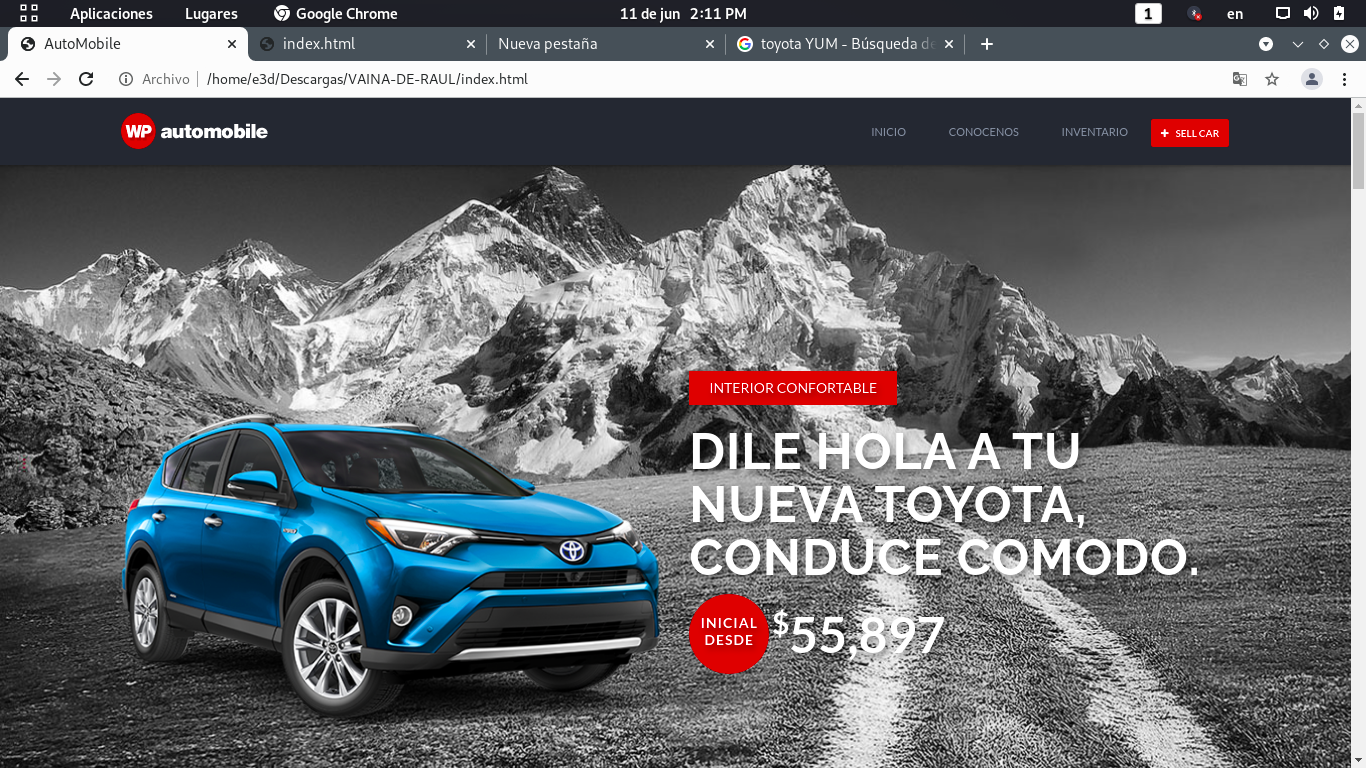 Aplicaciones Lugares Google Chrome 11 de jun 2:11 PM 1 en
AutoMobile index.html Nueva pestaña toyota YUM - Búsqueda de
Archivo /home/e3d/Descargas/VAINA-DE-RAUL/index.html
WP automobile INICIO CONOCENOS INVENTARIO + SELL CAR
INTERIOR CONFORTABLE
DILE HOLA A TU
NUEVA TOYOTA,
CONDUCE COMODO.
INICIAL
DESDE
$55,897